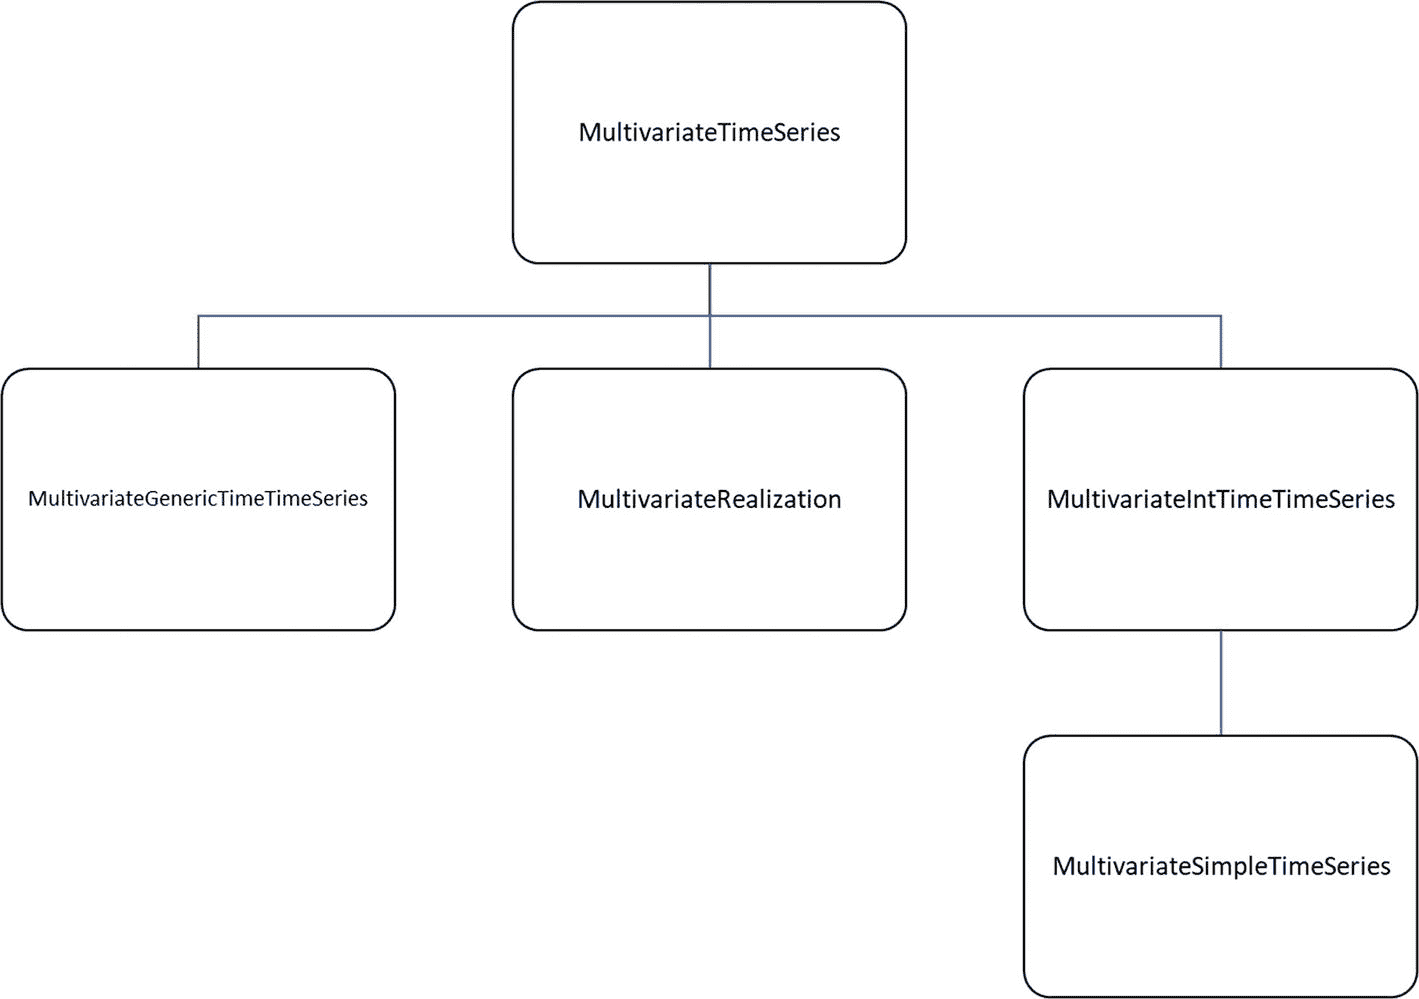 MultivariateTimeSeries
MultivariateGenericTimeTimeSeries
MultivariateRealization
MultivariateIntTimeTimeSeries
MultivariateSimpleTimeSeries